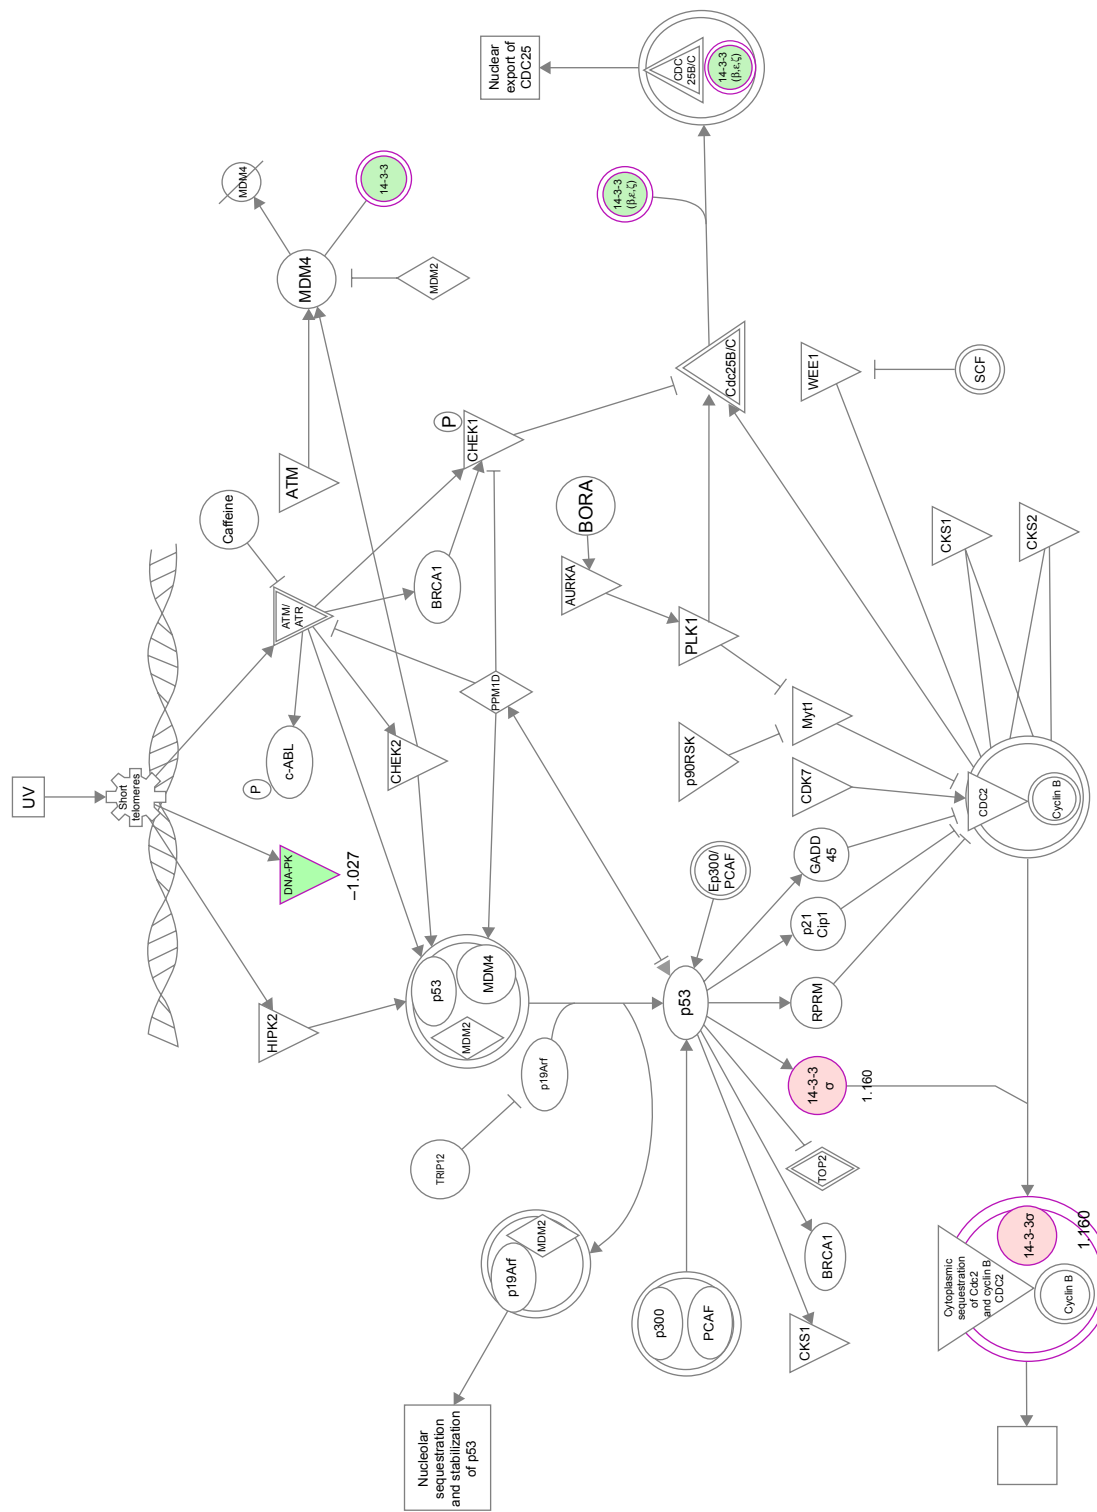 UV
Short
telomeres
HIPK2
DNA-PK
–1.027
P
c-ABL
ATM/
ATR
Caffeine
ATM
MDM4
MDM4
14-3-3
MDM2
Nuclear
export of
CDC25
CDC
25B/C
14-3-3
(β,ε,ζ)
14-3-3
(β,ε,ζ)
CHEK2
BRCA1
P
CHEK1
PPM1D
p53
MDM4
MDM2
TRIP12
p19Arf
p19Arf
MDM2
Nucleolar
sequestration
and stabilization
of p53
BORA
AURKA
PLK1
Cdc25B/C
p90RSK
Myt1
WEE1
SCF
CDK7
Ep300/
PCAF
p53
p300
PCAF
GADD
45
p21
Cip1
RPRM
14-3-3
σ
1.160
TOP2
BRCA1
CKS1
CKS1
CKS2
CDC2
Cyclin B
Cytoplasmic
sequestration
of Cdc2
and cyclin B
CDC2
14-3-3σ
1.160
Cyclin B